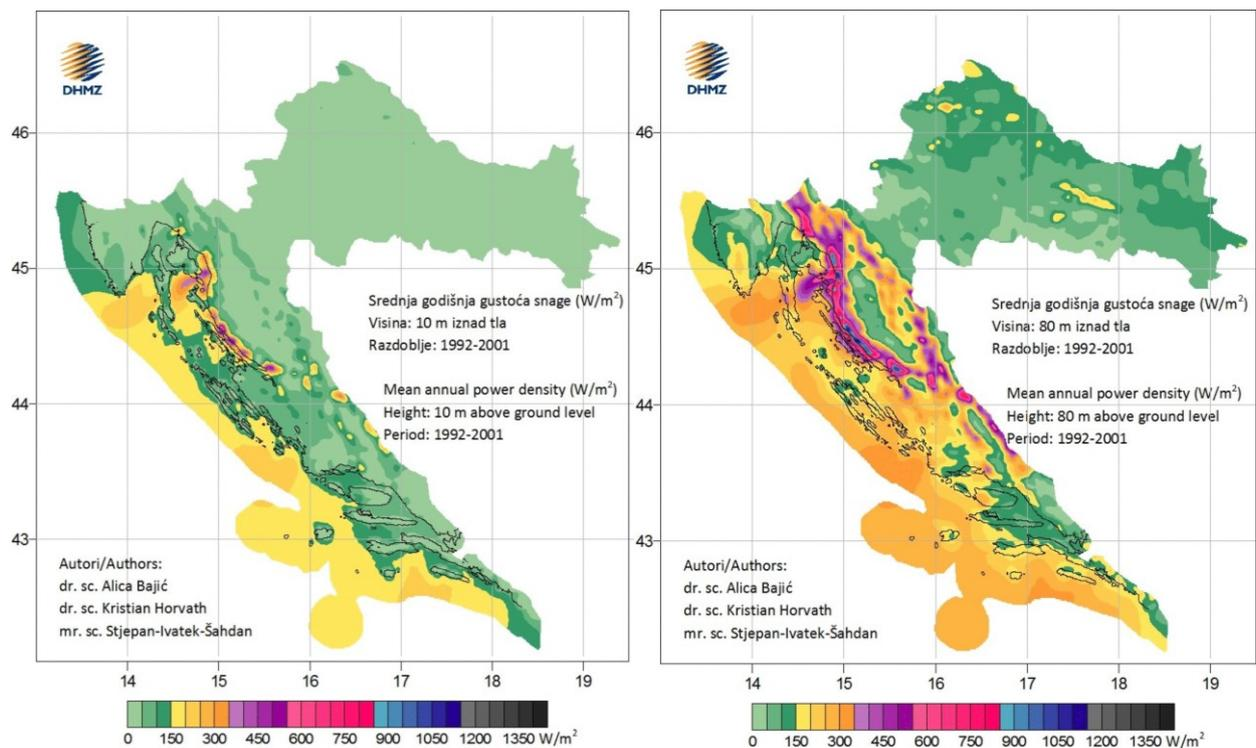 DHMZ
46
45
44
43
Srednja godišnja gustoća snage (W/m²)
Visina: 10 m iznad tla
Razdoblje: 1992-2001
Mean annual power density (W/m²)
Height: 10 m above ground level
Period: 1992-2001
Autori/Authors:
dr. sc. Alica Bajić
dr. sc. Kristian Horvath
mr. sc. Stjepan-Ivatek-Šahdan
14 15 16 17 18 19
0 150 300 450 600 750 900 1050 1200 1350 W/m²
DHMZ
46
45
44
43
Srednja godišnja gustoća snage (W/m²)
Visina: 80 m iznad tla
Razdoblje: 1992-2001
Mean annual power density (W/m²)
Height: 80 m above ground level
Period: 1992-2001
Autori/Authors:
dr. sc. Alica Bajić
dr. sc. Kristian Horvath
mr. sc. Stjepan-Ivatek-Šahdan
14 15 16 17 18 19
0 150 300 450 600 750 900 1050 1200 1350 W/m²